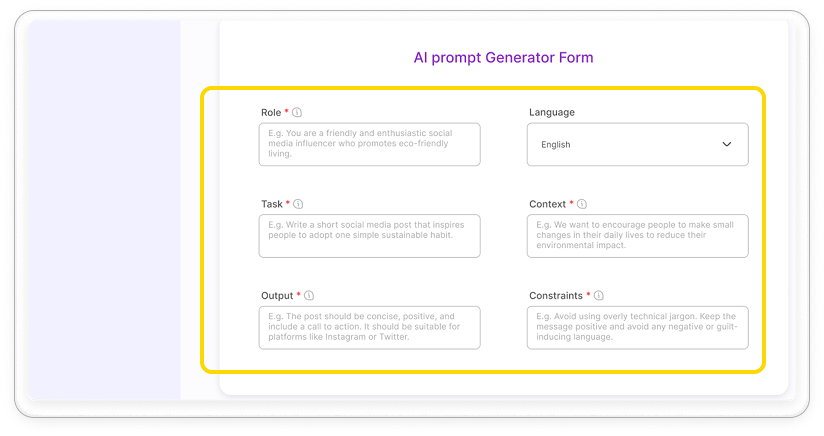 AI prompt Generator Form
Role *
Language
E.g. You are a friendly and enthusiastic social
media influencer who promotes eco-friendly
living.
English
Task *
Context *
E.g. Write a short social media post that inspires
people to adopt one simple sustainable habit.
E.g. We want to encourage people to make small
changes in their daily lives to reduce their
environmental impact.
Output *
Constraints *
E.g. The post should be concise, positive, and
include a call to action. It should be suitable for
platforms like Instagram or Twitter.
E.g. Avoid using overly technical jargon. Keep the
message positive and avoid any negative or guilt-
inducing language.